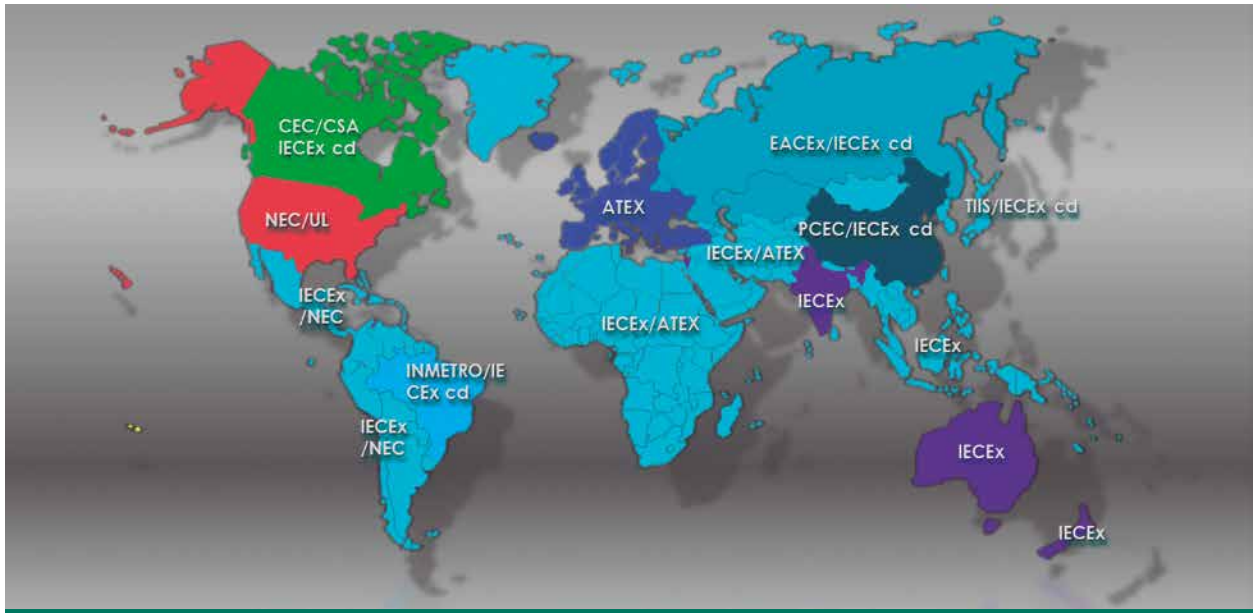 CEC/CSA
IECEx cd
NEC/UL
IECEx
/NEC
INMETRO/IE
CEx cd
IECEx
/NEC
ATEX
IECEx/ATEX
EACEx/IECEx cd
IECEx/ATEX
PCEC/IECEx cd
TIIS/IECEx cd
IECEx
IECEx
IECEx
IECEx